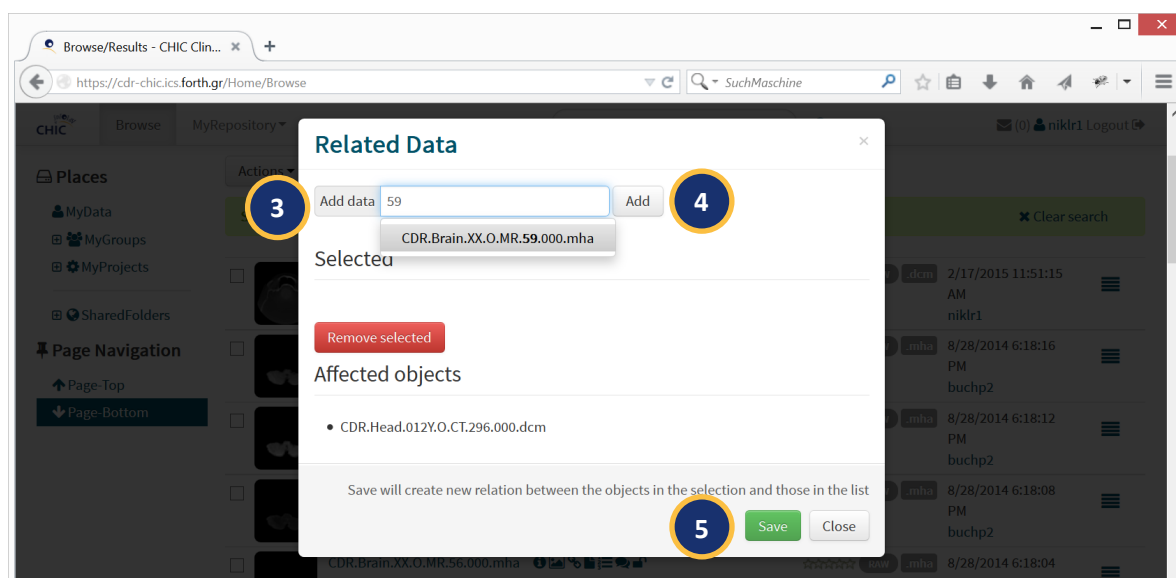 Browse/Results - CHIC Clin...
https://cdr-chic.ics.forth.gr/Home/Browse
SuchMaschine
CHIC
Browse
MyRepository
(0) niklr1 Logout
Places
MyData
MyGroups
MyProjects
SharedFolders
Page Navigation
Page-Top
Page-Bottom
Actions
Clear search
Related Data
3
Add data 59 Add
4
CDR.Brain.XX.O.MR.59.000.mha
Selected
Remove selected
Affected objects
CDR.Head.012Y.O.CT.296.000.dcm
Save will create new relation between the objects in the selection and those in the list
5
Save Close
.dcm 2/17/2015 11:51:15
AM
niklr1
.mha 8/28/2014 6:18:16
PM
buchp2
.mha 8/28/2014 6:18:12
PM
buchp2
.mha 8/28/2014 6:18:08
PM
buchp2
CDR.Brain.XX.O.MR.56.000.mha RAW .mha 8/28/2014 6:18:04